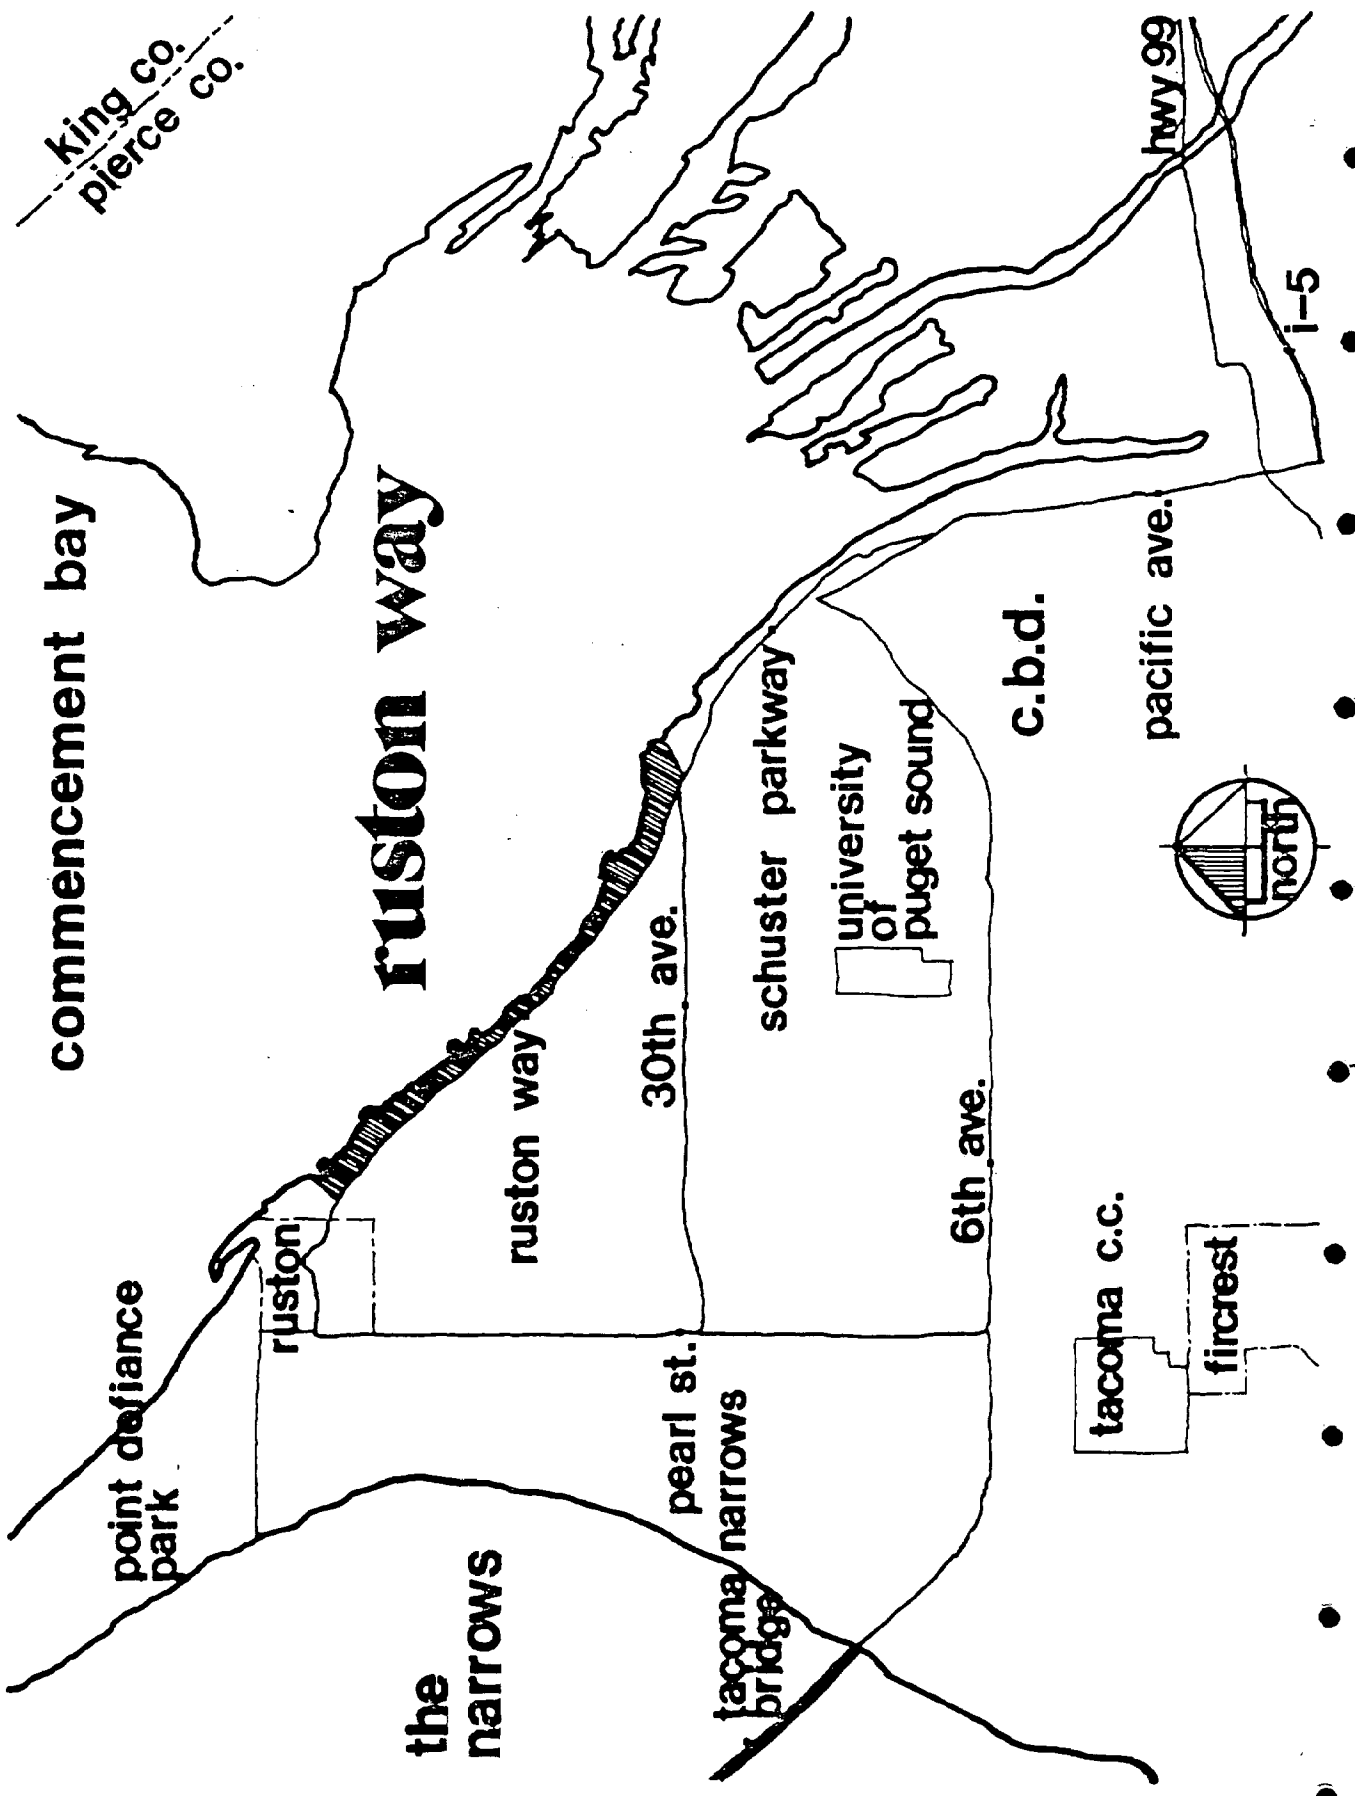 king co.
pierce co.
commencement bay
ruston way
hwy 99
i-5
pacific ave.
c.b.d.
schuster parkway
university
of
puget sound
30th ave.
ruston way
6th ave.
north
ruston
point defiance
park
pearl st.
tacoma narrows
bridge
the
narrows
tacoma c.c.
fircrest